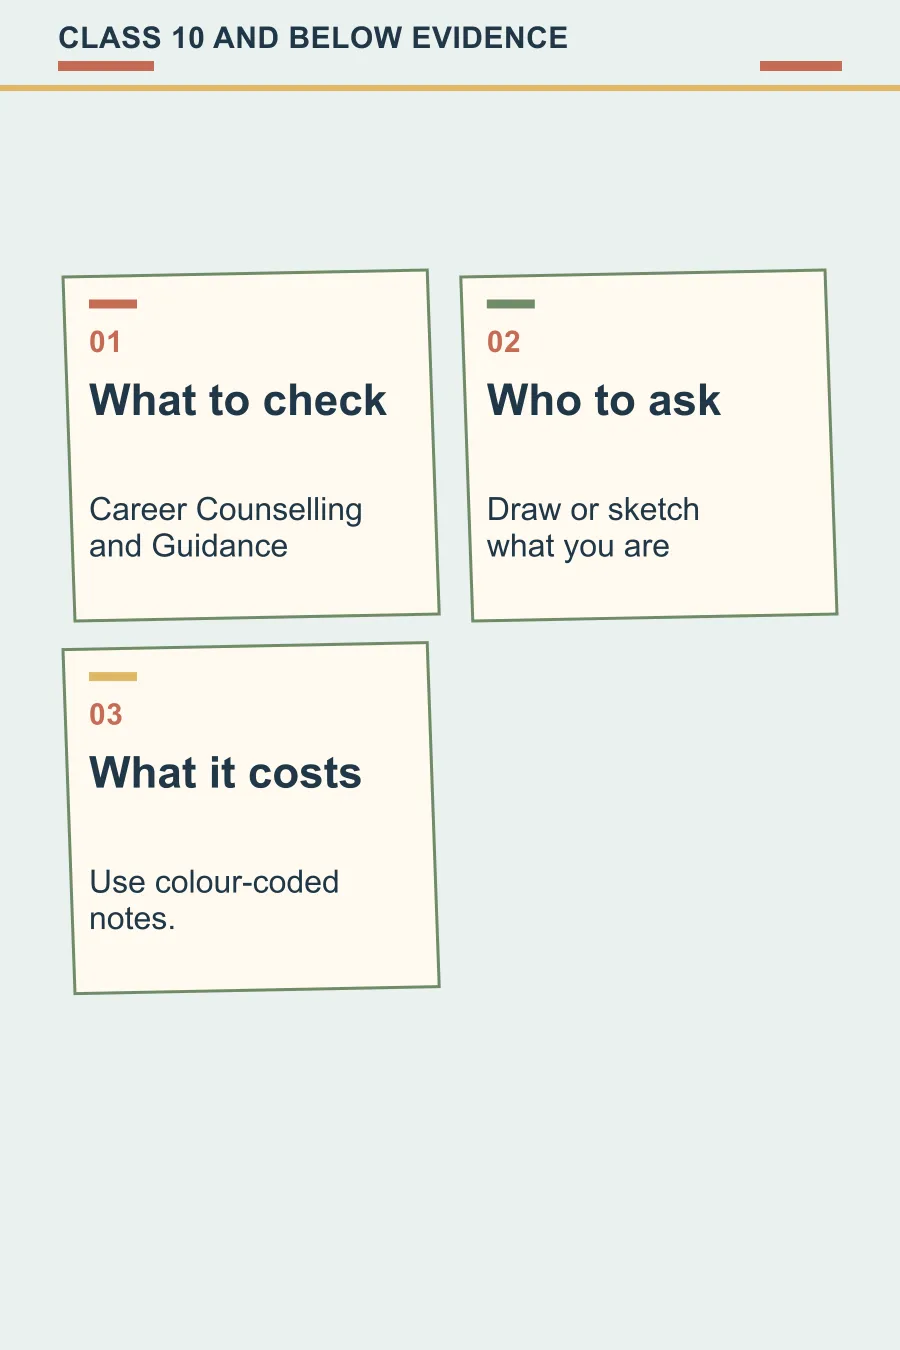 CLASS 10 AND BELOW EVIDENCE
01
What to check
Career Counselling
and Guidance
02
Who to ask
Draw or sketch
what you are
03
What it costs
Use colour-coded
notes.